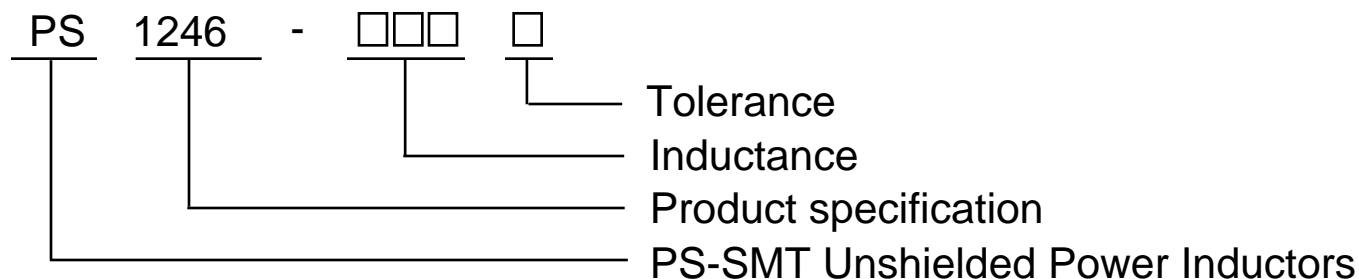 PS 1246 - □□□ □
Tolerance
Inductance
Product specification
PS-SMT Unshielded Power Inductors